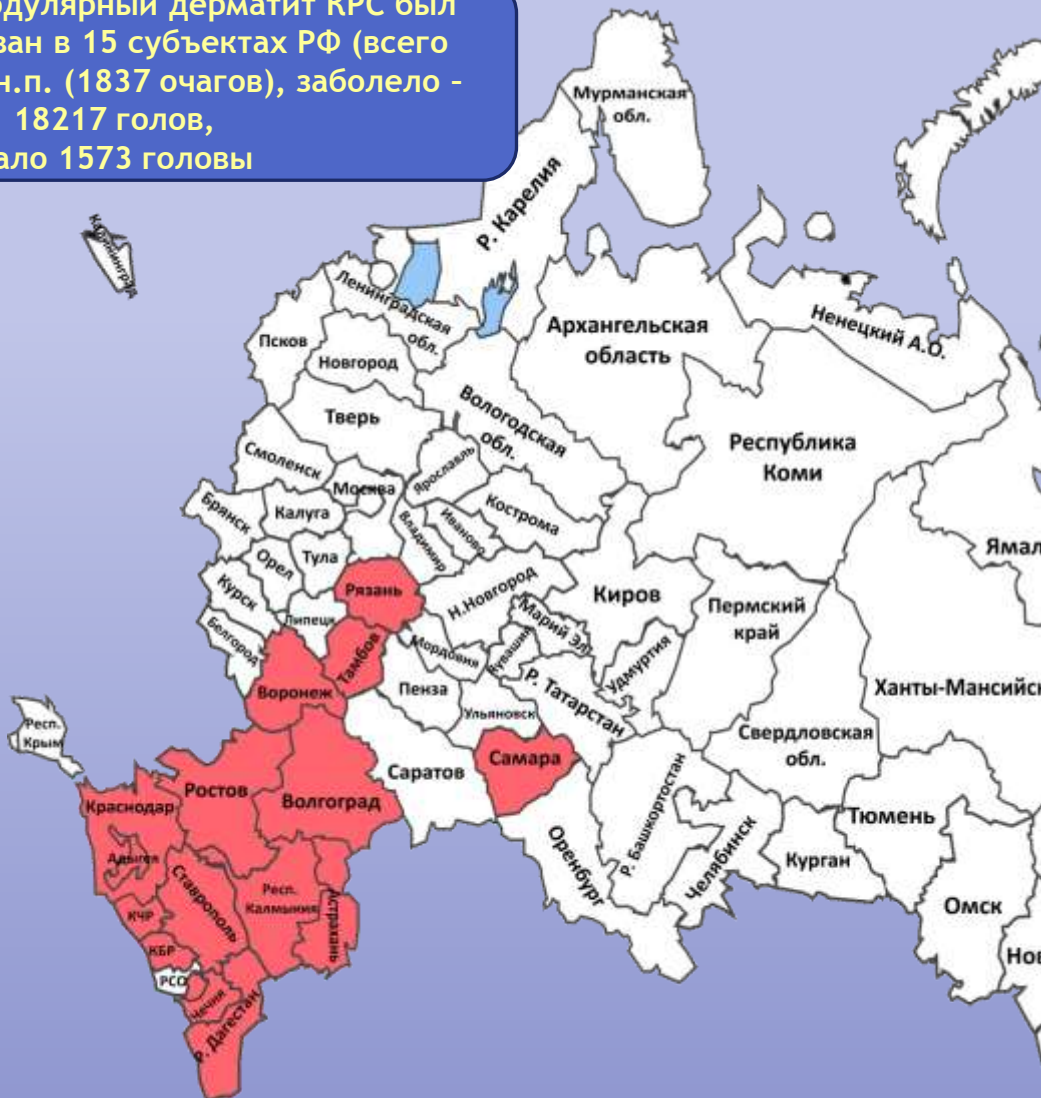 одулярный дерматит КРС был
ван в 15 субъектах РФ (всего
н.п. (1837 очагов), заболело –
18217 голов,
ало 1573 головы
Мурманская
обл.
Р. Карелия
Калининград
Ленинградская
обл.
Псков
Новгород
Архангельская
область
Ненецкий А.О.
Тверь
Вологодская
обл.
Республика
Коми
Смоленск
Москва
Ярославль
Брянск
Калуга
Владимир
Иваново
Кострома
Ямал
Орел
Тула
Курск
Рязань
Н.Новгород
Киров
Пермский
край
Липецк
Белгород
Тамбов
Мордовия
Чувашия
Марий Эл
Удмуртия
Воронеж
Пенза
Р. Татарстан
Ханты-Мансийск
Респ.
Крым
Ульяновск
Свердловская
обл.
Самара
Саратов
Ростов
Волгоград
Краснодар
Оренбург
Р. Башкортостан
Челябинск
Тюмень
Курган
Адыгея
Ставрополь
Респ.
Калмыкия
Астрахань
Омск
КЧР
КБР
РСО
Нов
Чечня
Р. Дагестан